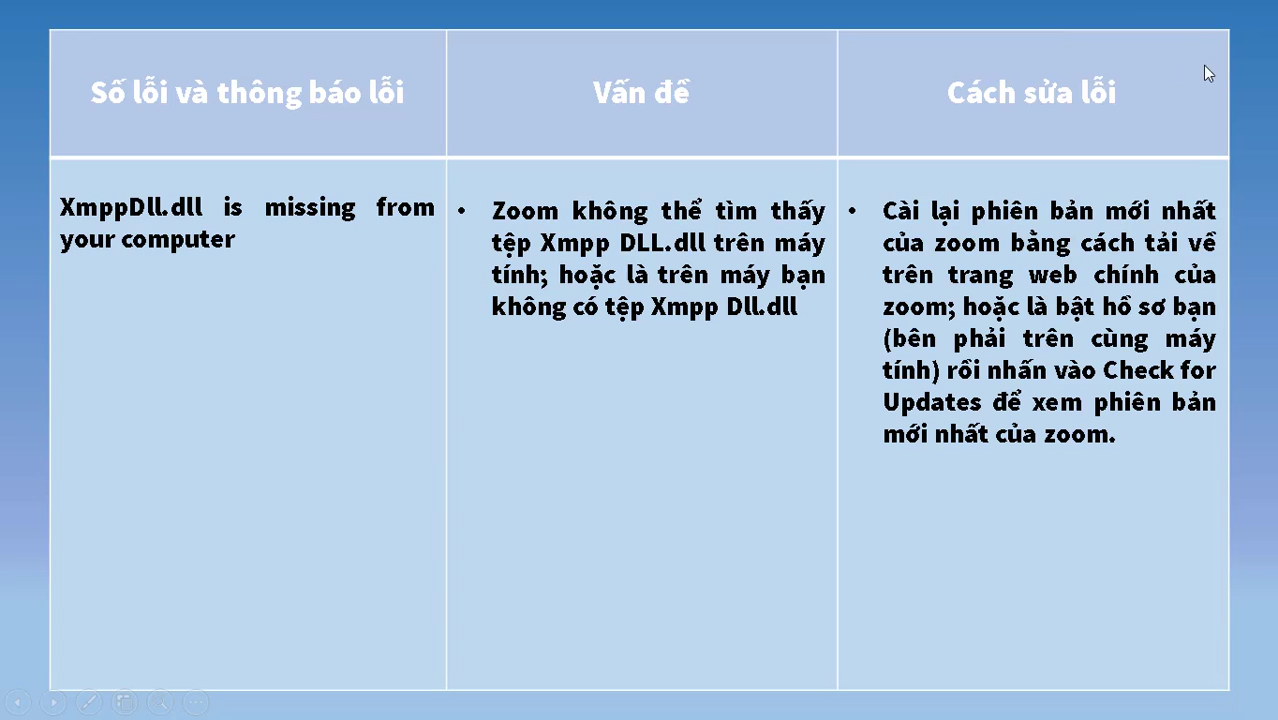 Số lỗi và thông báo lỗi
Vấn đề
Cách sửa lỗi
XmppDll.dll is missing from
your computer
• Zoom không thể tìm thấy
tệp Xmpp DLL.dll trên máy
tính; hoặc là trên máy bạn
không có tệp Xmpp Dll.dll
• Cài lại phiên bản mới nhất
của zoom bằng cách tải về
trên trang web chính của
zoom; hoặc là bật hồ sơ bạn
(bên phải trên cùng máy
tính) rồi nhấn vào Check for
Updates để xem phiên bản
mới nhất của zoom.